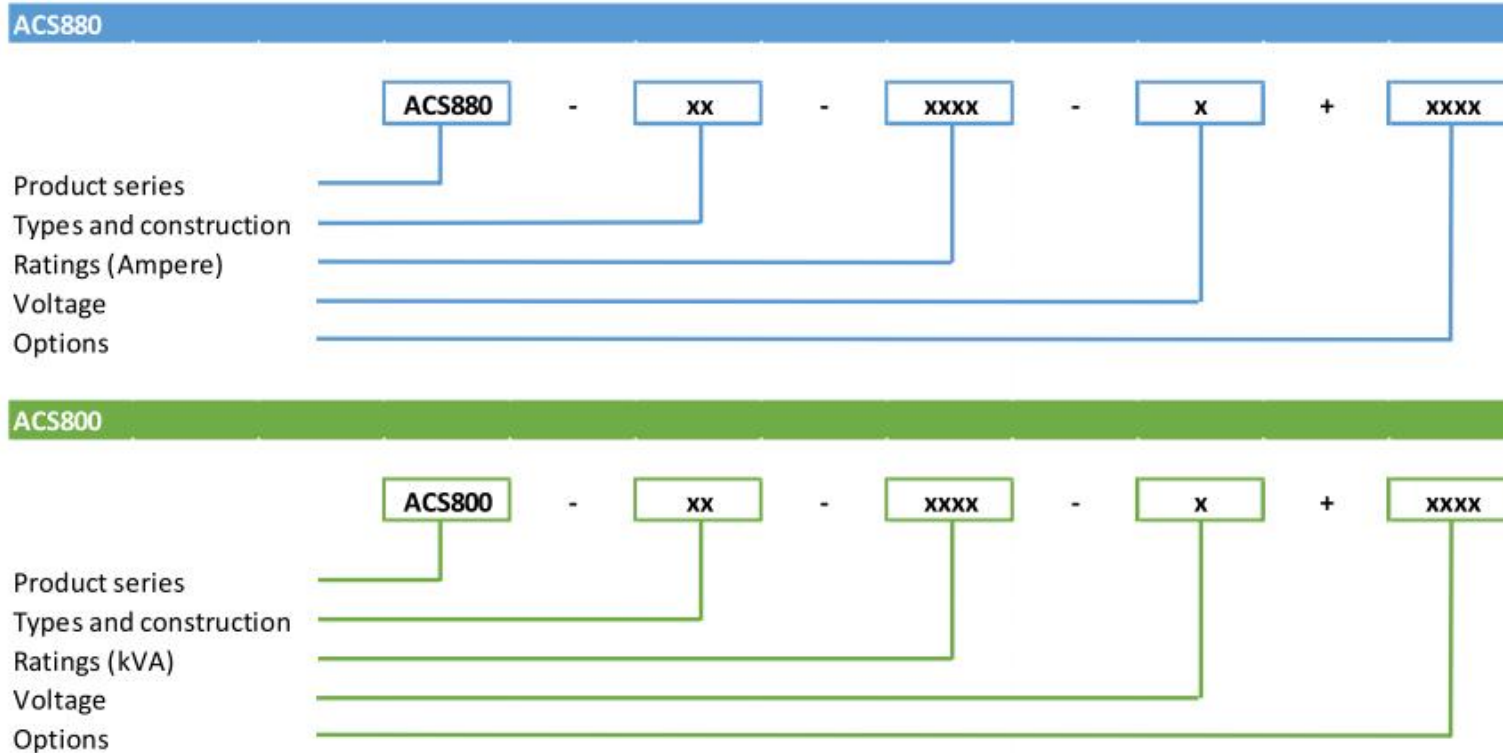 ACS880
ACS880 - xx - xxxx - x + xxxx
Product series
Types and construction
Ratings (Ampere)
Voltage
Options
ACS800
ACS800 - xx - xxxx - x + xxxx
Product series
Types and construction
Ratings (kVA)
Voltage
Options